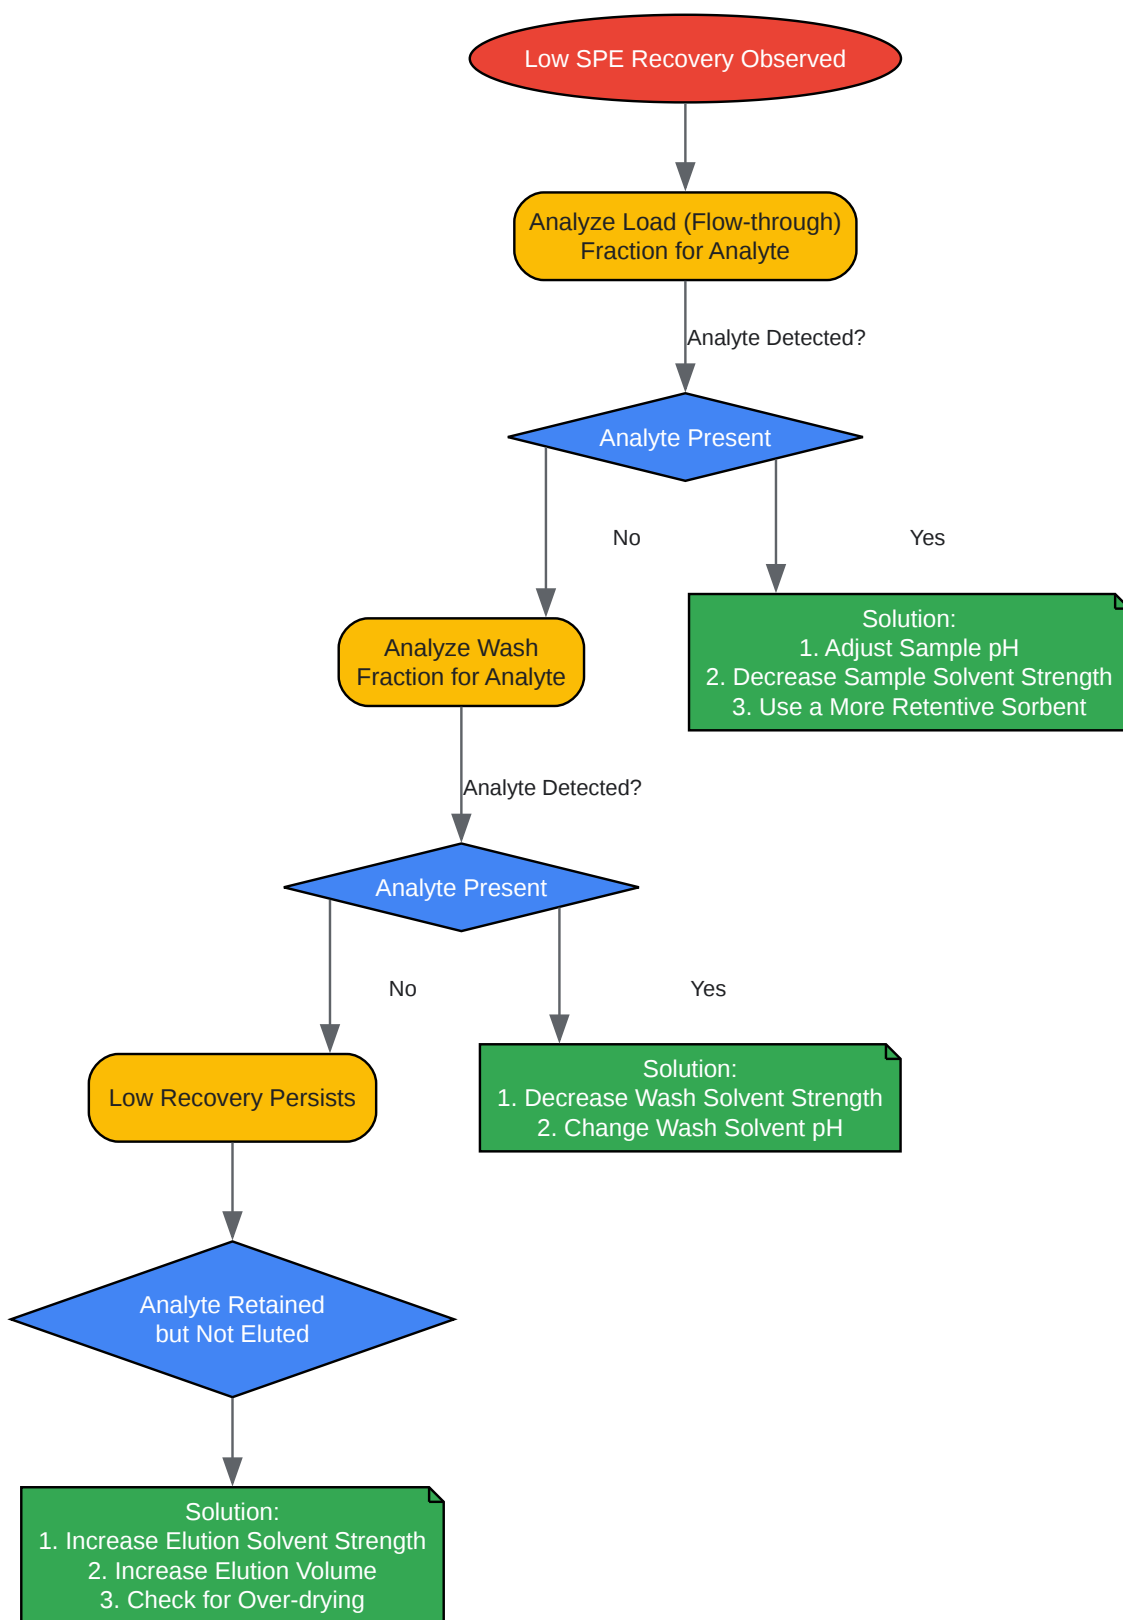 Low SPE Recovery Observed
Analyze Load (Flow-through)
Fraction for Analyte
Analyte Detected?
Analyte Present
No
Yes
Solution:
1. Adjust Sample pH
2. Decrease Sample Solvent Strength
3. Use a More Retentive Sorbent
Analyze Wash
Fraction for Analyte
Analyte Detected?
Analyte Present
No
Yes
Solution:
1. Decrease Wash Solvent Strength
2. Change Wash Solvent pH
Low Recovery Persists
Analyte Retained
but Not Eluted
Solution:
1. Increase Elution Solvent Strength
2. Increase Elution Volume
3. Check for Over-drying